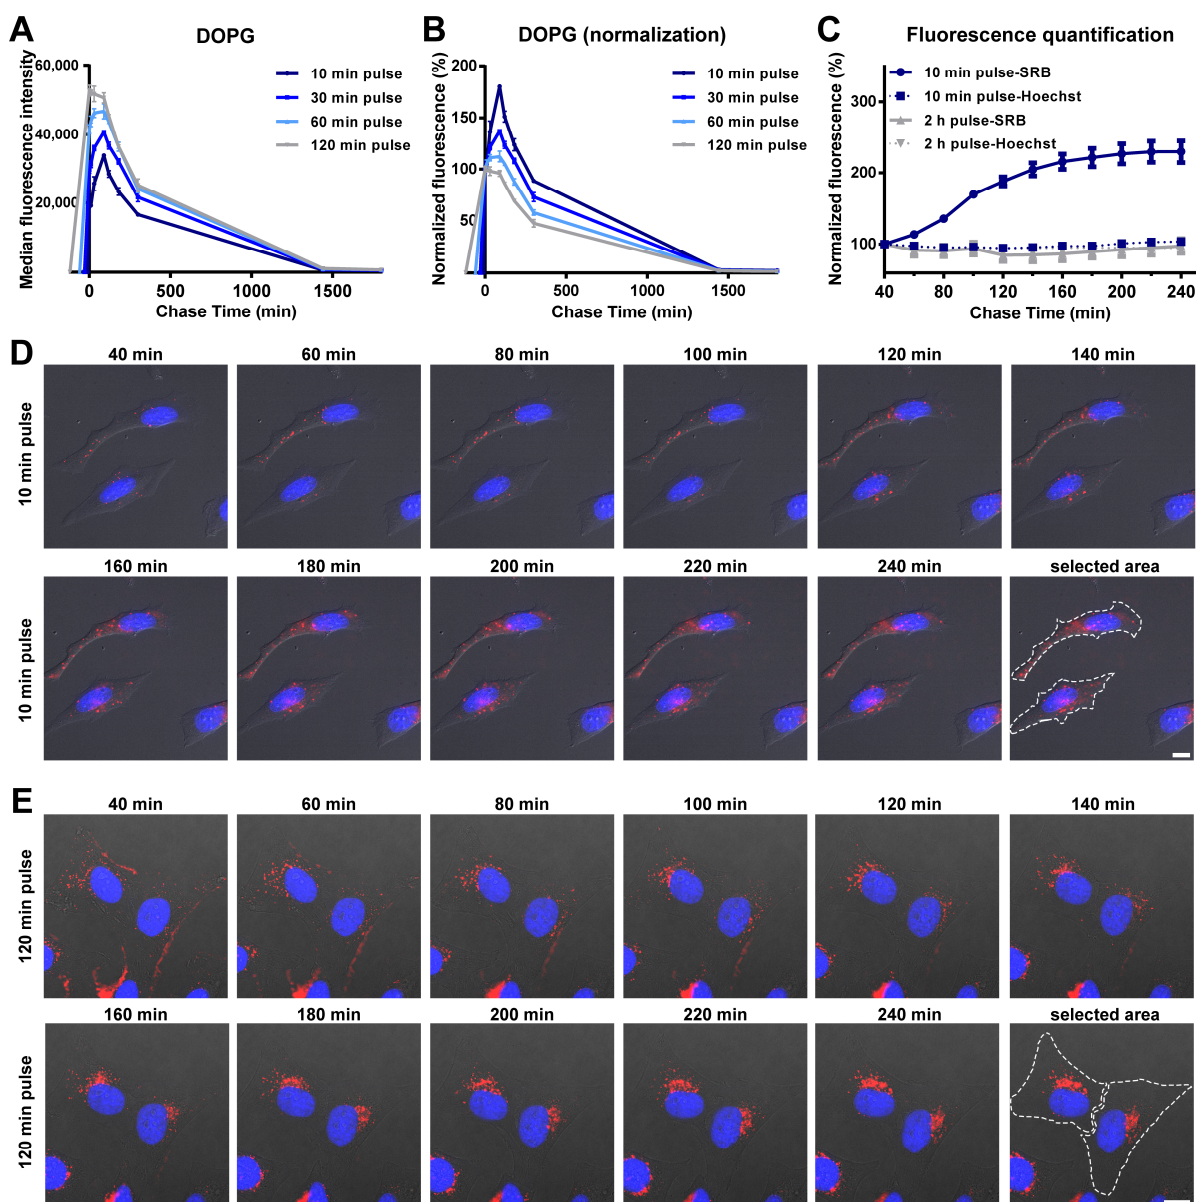 A
DOPG
Median fluorescence intensity
60,000
40,000
20,000
0
500
1000
1500
Chase Time (min)
10 min pulse
30 min pulse
60 min pulse
120 min pulse
B
DOPG (normalization)
Normalized fluorescence (%)
200
150
100
50
0
500
1000
1500
Chase Time (min)
10 min pulse
30 min pulse
60 min pulse
120 min pulse
C
Fluorescence quantification
Normalized fluorescence (%)
300
200
100
40
80
120
160
200
240
Chase Time (min)
10 min pulse-SRB
10 min pulse-Hoechst
2 h pulse-SRB
2 h pulse-Hoechst
D
40 min
60 min
80 min
100 min
120 min
140 min
10 min pulse
160 min
180 min
200 min
220 min
240 min
selected area
10 min pulse
E
40 min
60 min
80 min
100 min
120 min
140 min
120 min pulse
160 min
180 min
200 min
220 min
240 min
selected area
120 min pulse